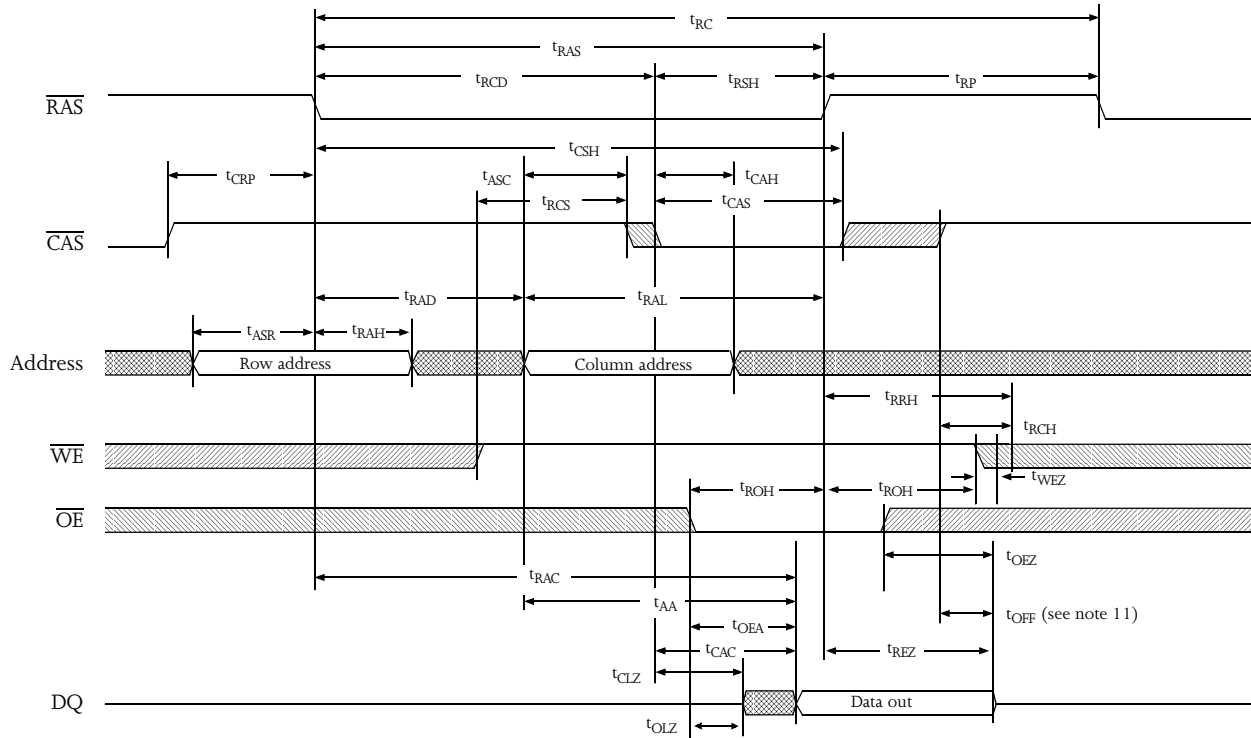 tRC
tRAS
tRCD
tRSH
tRP
RAS
tCSH
tCRP
tASC
tCAH
tRCS
tCAS
CAS
tRAD
tRAL
tASR
tRAH
Address
Row address
Column address
tRRH
tRCH
WE
tWEZ
tROH
tROH
OE
tOEZ
tRAC
tAA
tOFF (see note 11)
tOEA
tCAC
tREZ
tCLZ
DQ
Data out
tOLZ